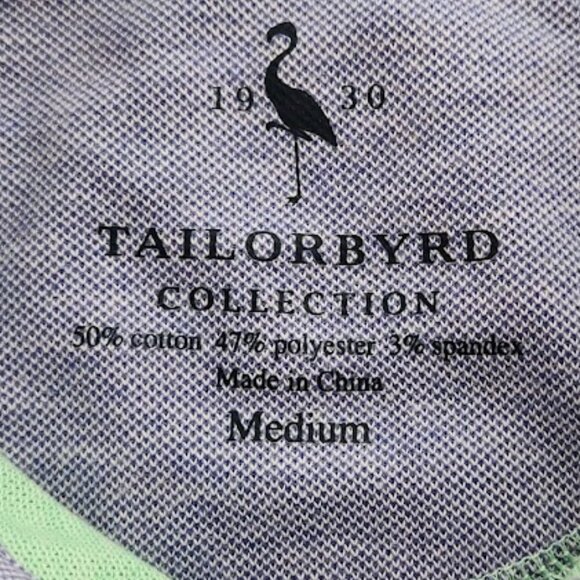 19 30
TAILORBYRD
COLLECTION
50% cotton 47% polyester 3% spandex
Made in China
Medium